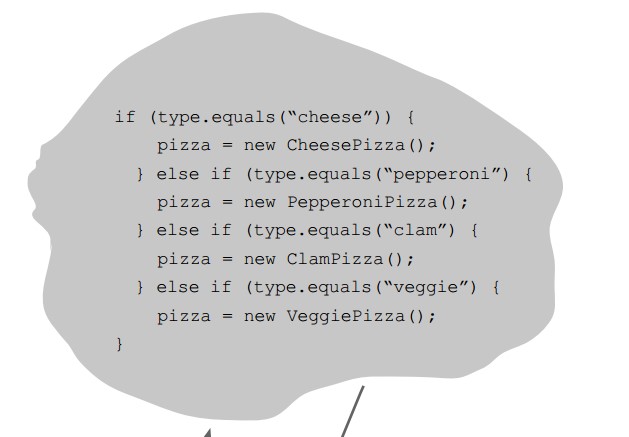 if (type.equals(“cheese”)) {
pizza = new CheesePizza();
} else if (type.equals(“pepperoni”) {
pizza = new PepperoniPizza();
} else if (type.equals(“clam”) {
pizza = new ClamPizza();
} else if (type.equals(“veggie”) {
pizza = new VeggiePizza();
}